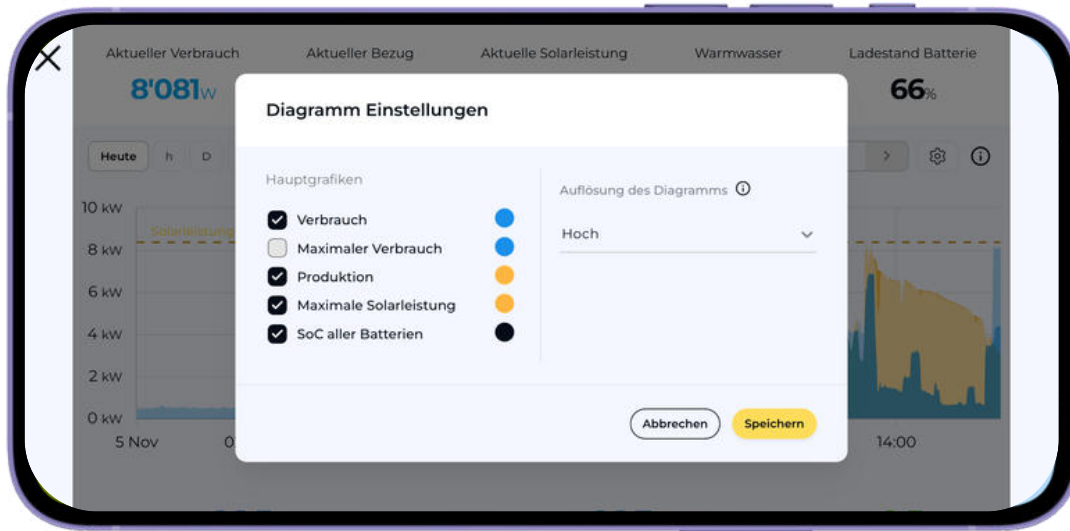 Aktueller Verbrauch
Aktueller Bezug
Aktuelle Solarleistung
Warmwasser
Ladestand Batterie
8'081W
66%
Diagramm Einstellungen
Heute h D
Hauptgrafiken
Verbrauch
Maximaler Verbrauch
Produktion
Maximale Solarleistung
SoC aller Batterien
Auflösung des Diagramms
Hoch
Abbrechen
Speichern
10 kW
Solarleistung
8 kW
6 kW
4 kW
2 kW
0 kW
5 Nov
14:00